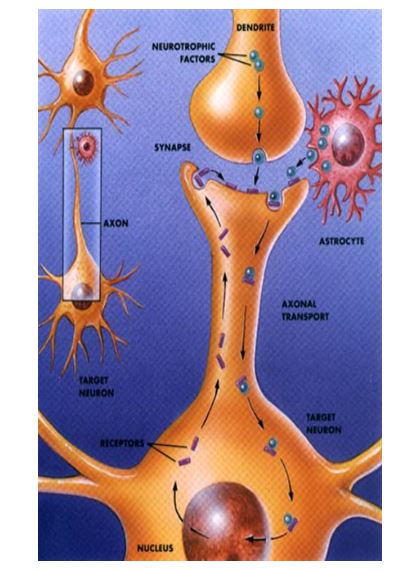 DENDRITE
NEUROTROPHIC
FACTORS
SYNAPSE
AXON
ASTROCYTE
AXONAL
TRANSPORT
TARGET
NEURON
TARGET
NEURON
RECEPTORS
NUCLEUS